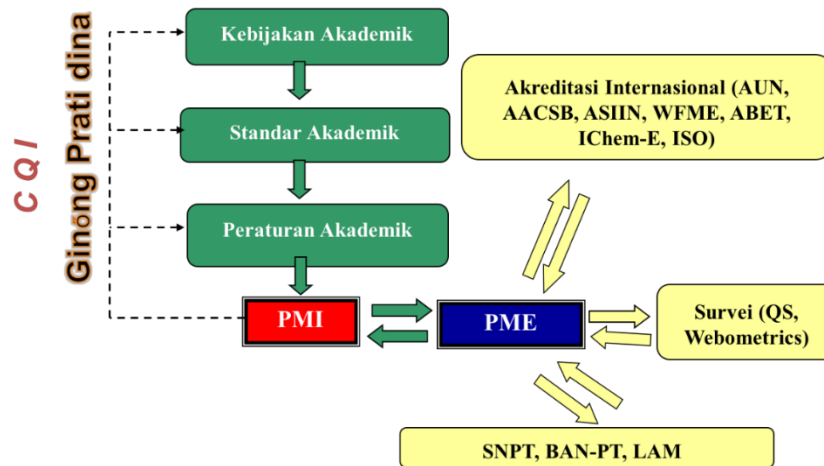 Kebijakan Akademik
Standar Akademik
Peraturan Akademik
PMI
PME
Akreditasi Internasional (AUN,
AACSB, ASIIN, WFME, ABET,
IChem-E, ISO)
Survei (QS,
Webometrics)
SNPT, BAN-PT, LAM
C Q I
Ginōng Prati dina